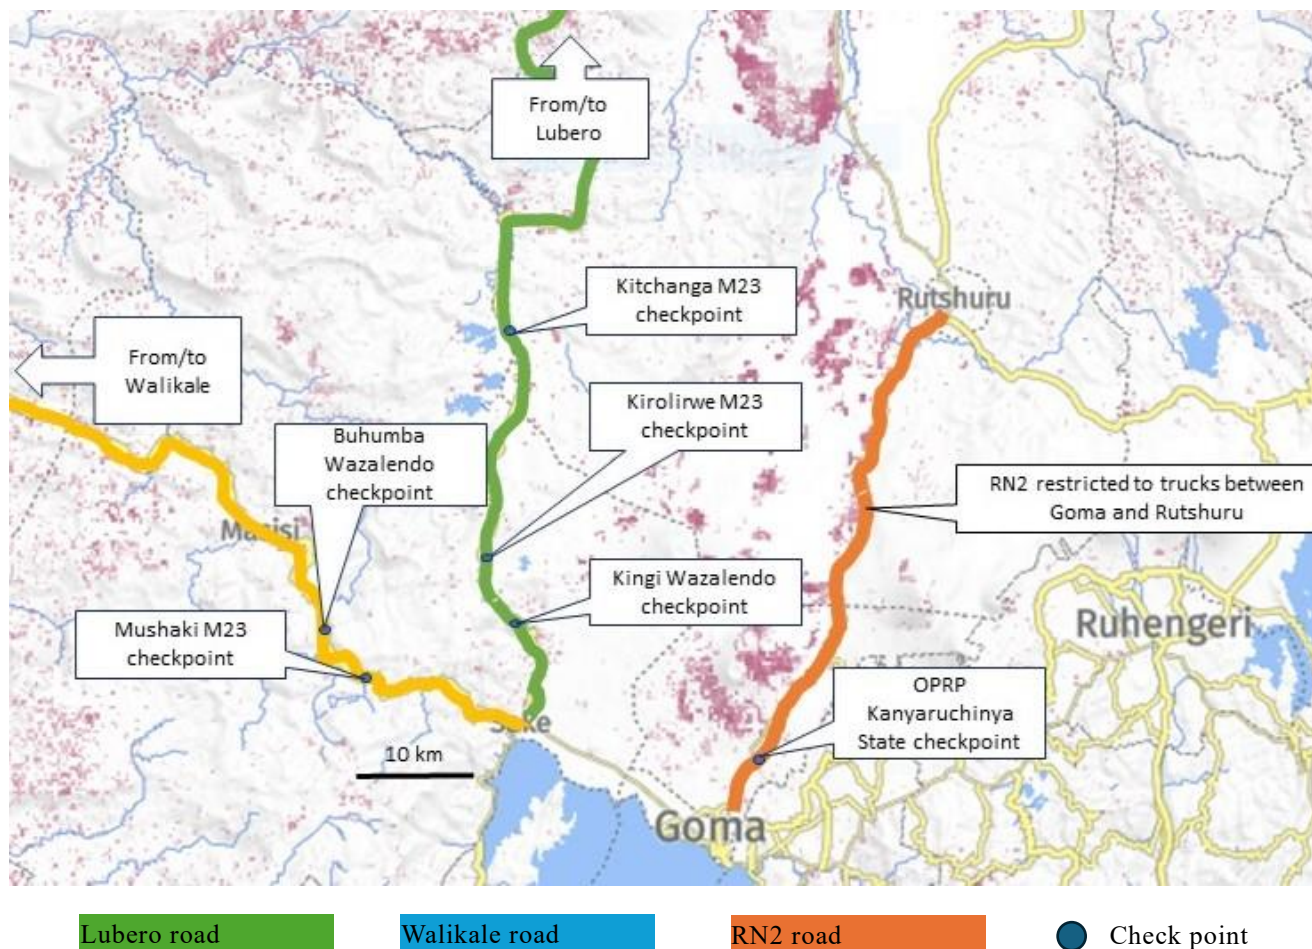 From/to
Lubero
Kitchanga M23
checkpoint
Rutshuru
From/to
Walikale
Kirolirwe M23
checkpoint
Buhumba
Wazalendo
checkpoint
RN2 restricted to trucks between
Goma and Rutshuru
Masisi
Kingi Wazalendo
checkpoint
Mushaki M23
checkpoint
Ruhengeri
OPRP
Kanyaruchinya
State checkpoint
Sake
10 km
Goma
Lubero road
Walikale road
RN2 road
Check point